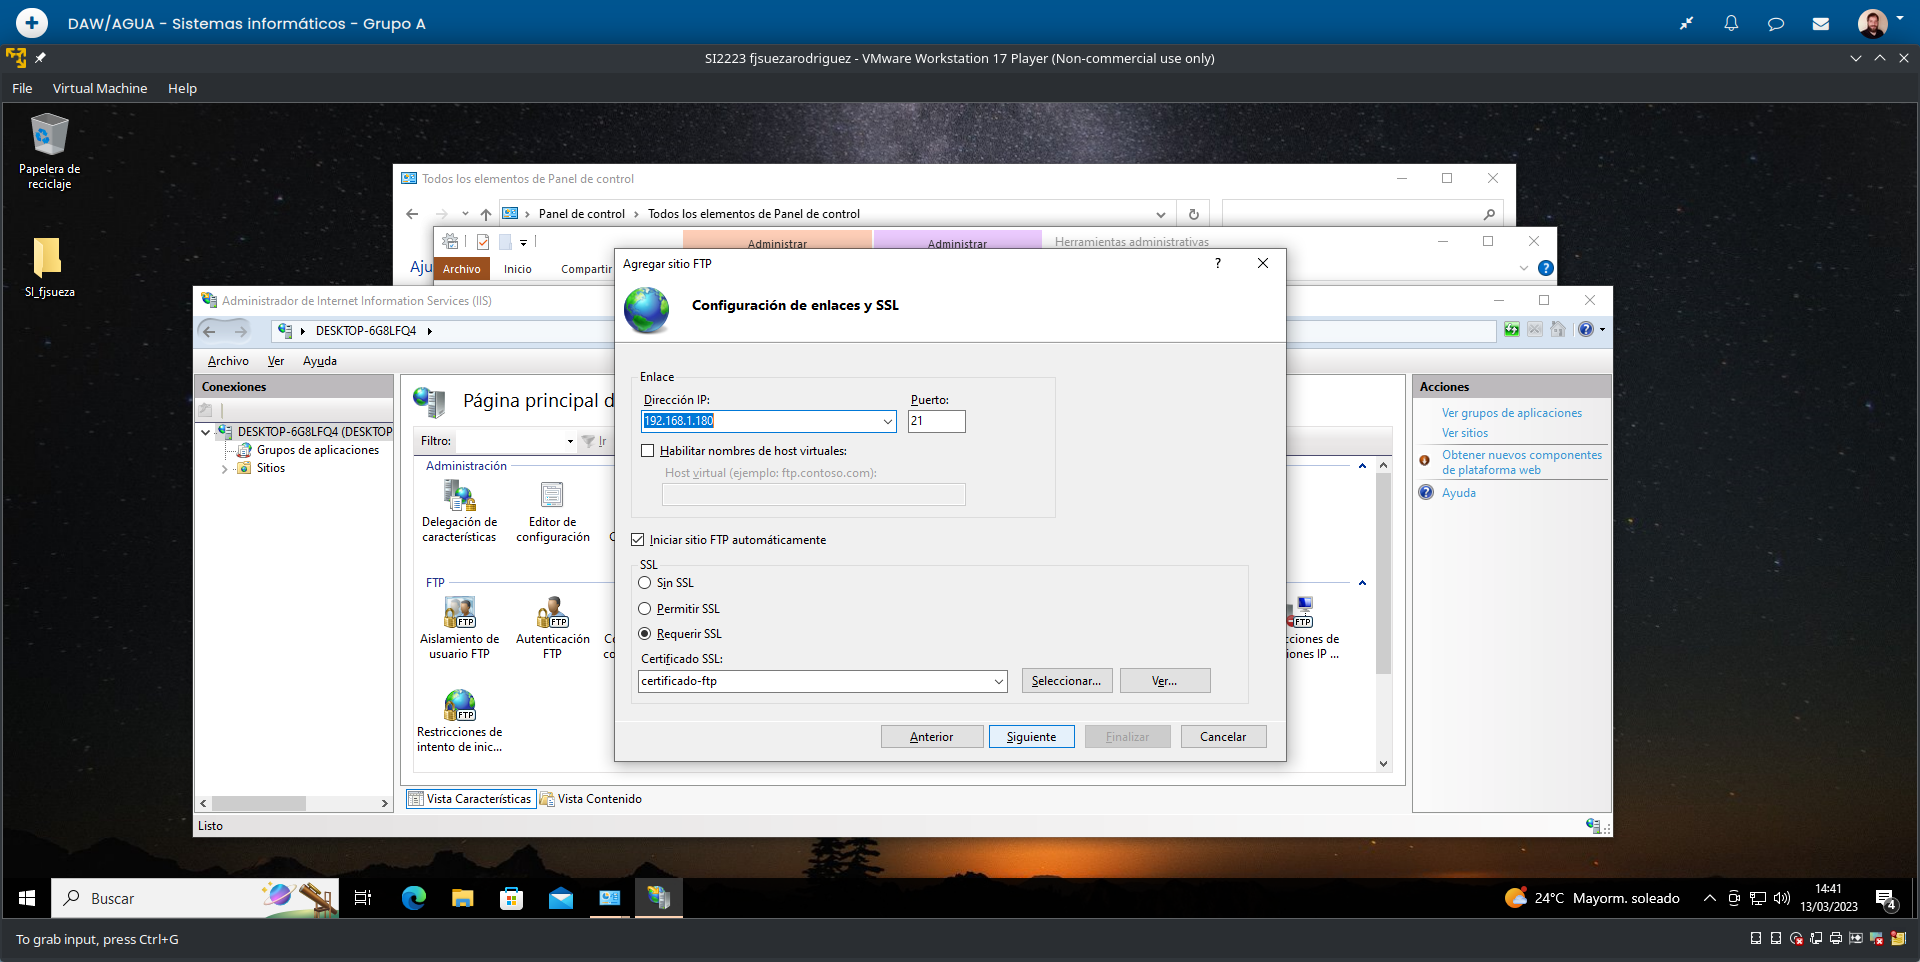 DAW/AGUA - Sistemas informáticos - Grupo A
SI2223 fjsuezarodriguez - VMware Workstation 17 Player (Non-commercial use only)
File Virtual Machine Help
Papelera de
reciclaje
SI_fjsueza
Todos los elementos de Panel de control
Panel de control Todos los elementos de Panel de control
Administrar Administrar Herramientas administrativas
Aju
Archivo Inicio Compartir
Administrador de Internet Information Services (IIS)
DESKTOP-6G8LFQ4
Archivo Ver Ayuda
Conexiones
DESKTOP-6G8LFQ4 (DESKTOP
Grupos de aplicaciones
Sitios
Página principal d
Filtro: Ir
Administración
Delegación de
características
Editor de
configuración
FTP
Aislamiento de
usuario FTP
Autenticación
FTP
Restricciones de
intento de inic...
cciones de
iones IP ...
Vista Características Vista Contenido
Listo
Agregar sitio FTP ?
Configuración de enlaces y SSL
Enlace
Dirección IP: Puerto:
192.168.1.180 21
Habilitar nombres de host virtuales:
Host virtual (ejemplo: ftp.contoso.com):
Iniciar sitio FTP automáticamente
SSL
Sin SSL
Permitir SSL
Requerir SSL
Certificado SSL:
certificado-ftp Seleccionar... Ver...
Anterior Siguiente Finalizar Cancelar
Acciones
Ver grupos de aplicaciones
Ver sitios
Obtener nuevos componentes
de plataforma web
Ayuda
Buscar
24°C Mayorm. soleado
14:41
13/03/2023
4
To grab input, press Ctrl+G